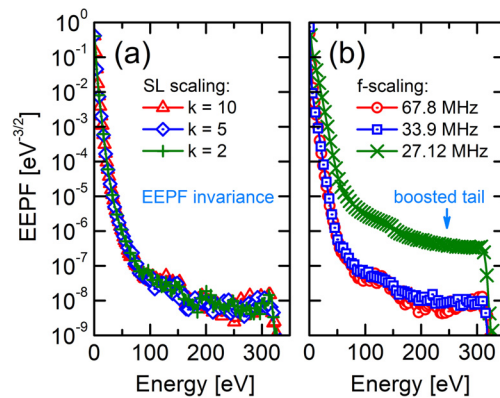 EEPF [eV^-3/2]
10^0
10^-1
10^-2
10^-3
10^-4
10^-5
10^-6
10^-7
10^-8
10^-9
(a)
SL scaling:
k = 10
k = 5
k = 2
EEPF invariance
0 100 200 300
Energy [eV]
(b)
f-scaling:
67.8 MHz
33.9 MHz
27.12 MHz
boosted tail
0 100 200 300
Energy [eV]